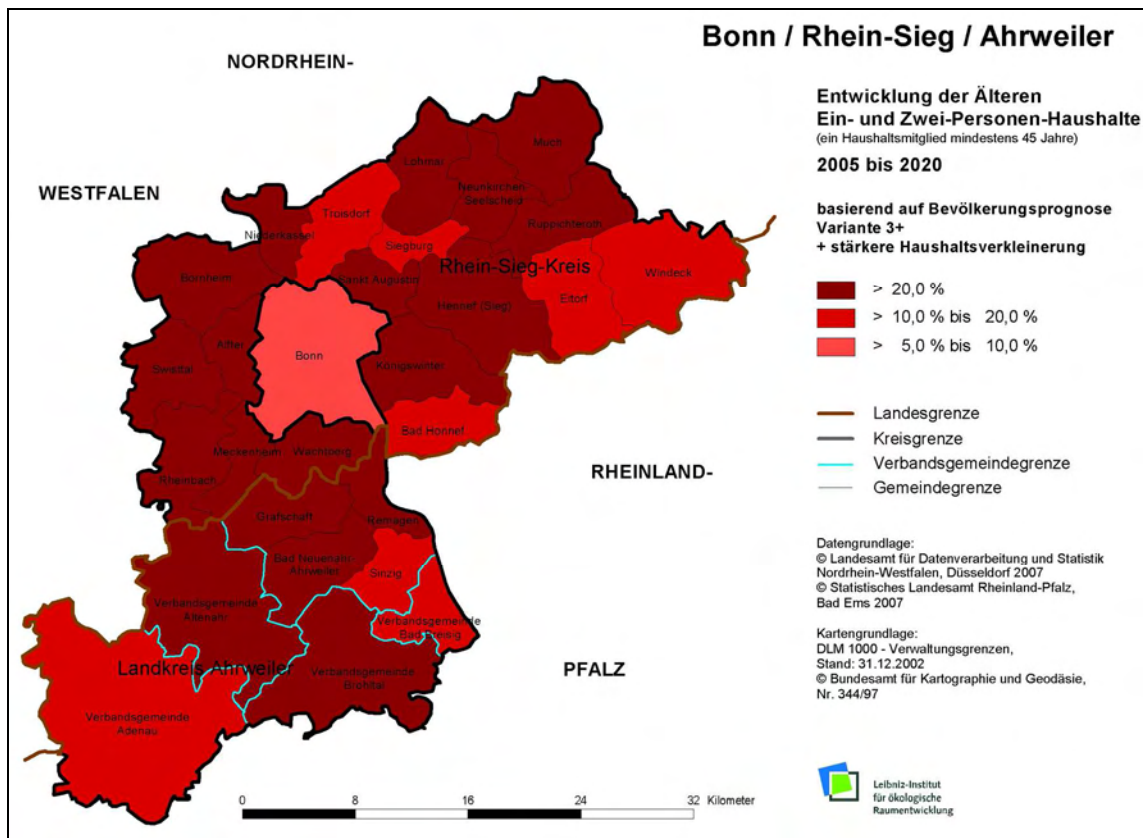 Bonn / Rhein-Sieg / Ahrweiler
NORDRHEIN-
WESTFALEN
RHEINLAND-
PFALZ
Much
Lohmar
Neunkirchen-
Seelscheid
Troisdorf
Ruppichteroth
Niederkassel
Siegburg
Rhein-Sieg-Kreis
Windeck
Bornheim
Sankt Augustin
Hennef (Sieg)
Eitorf
Alfter
Bonn
Königswinter
Swisttal
Bad Honnef
Meckenheim
Wachtberg
Rheinbach
Grafschaft
Remagen
Bad Neuenahr-
Ahrweiler
Sinzig
Verbandsgemeinde
Altenahr
Verbandsgemeinde
Bad Breisig
Landkreis Ahrweiler
Verbandsgemeinde
Brohltal
Verbandsgemeinde
Adenau
0 8 16 24 32 Kilometer
Entwicklung der Älteren
Ein- und Zwei-Personen-Haushalte
(ein Haushaltsmitglied mindestens 45 Jahre)
2005 bis 2020
basierend auf Bevölkerungsprognose
Variante 3+
+ stärkere Haushaltsverkleinerung
> 20,0 %
> 10,0 % bis 20,0 %
> 5,0 % bis 10,0 %
Landesgrenze
Kreisgrenze
Verbandsgemeindegrenze
Gemeindegrenze
Datengrundlage:
© Landesamt für Datenverarbeitung und Statistik
Nordrhein-Westfalen, Düsseldorf 2007
© Statistisches Landesamt Rheinland-Pfalz,
Bad Ems 2007
Kartengrundlage:
DLM 1000 - Verwaltungsgrenzen,
Stand: 31.12.2002
© Bundesamt für Kartographie und Geodäsie,
Nr. 344/97
Leibniz-Institut
für ökologische
Raumentwicklung